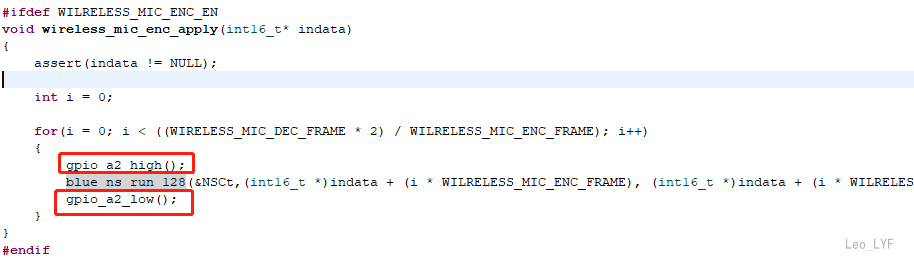 #ifdef WILRELESS_MIC_ENC_EN
void wireless_mic_enc_apply(int16_t* indata)
{
    assert(indata != NULL);
    int i = 0;
    for(i = 0; i < ((WIRELESS_MIC_DEC_FRAME * 2) / WILRELESS_MIC_ENC_FRAME); i++)
    {
        gpio_a2_high();
        blue_ns_run_128(&NSCt,(int16_t *)indata + (i * WILRELESS_MIC_ENC_FRAME), (int16_t *)indata + (i * WILRELES
        gpio_a2_low();
    }
}
#endif
Leo_LYF